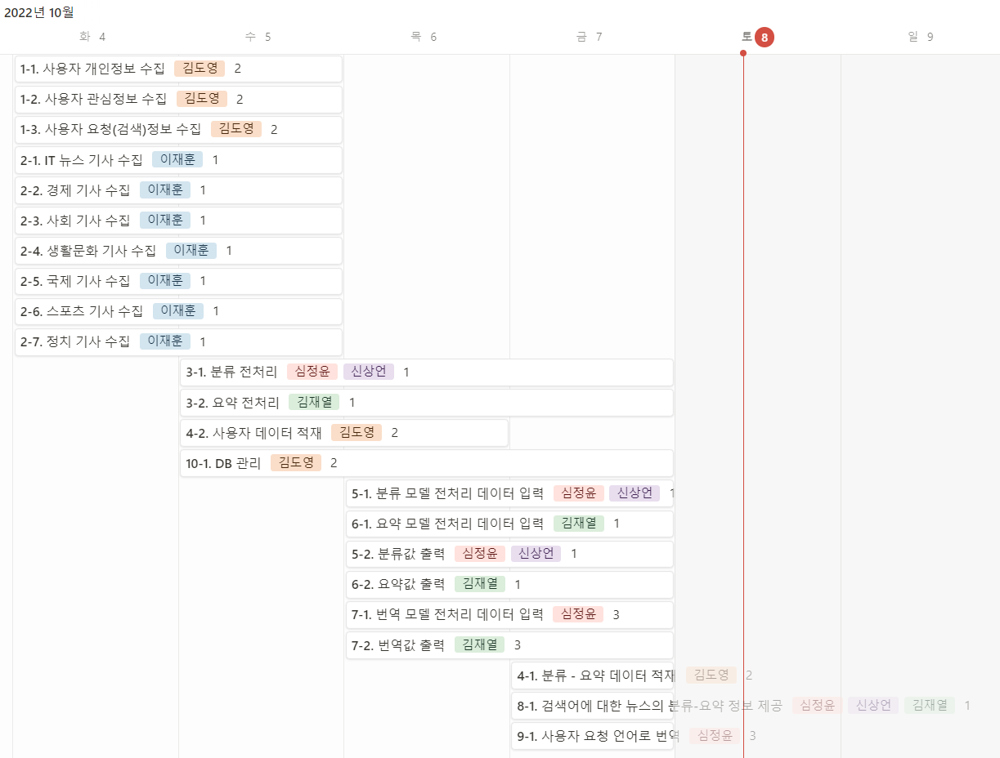 2022년 10월
화 4 수 5 목 6 금 7 토 8 일 9
1-1. 사용자 개인정보 수집 김도영 2
1-2. 사용자 관심정보 수집 김도영 2
1-3. 사용자 요청(검색)정보 수집 김도영 2
2-1. IT 뉴스 기사 수집 이재훈 1
2-2. 경제 기사 수집 이재훈 1
2-3. 사회 기사 수집 이재훈 1
2-4. 생활문화 기사 수집 이재훈 1
2-5. 국제 기사 수집 이재훈 1
2-6. 스포츠 기사 수집 이재훈 1
2-7. 정치 기사 수집 이재훈 1
3-1. 분류 전처리 심정윤 신상언 1
3-2. 요약 전처리 김재열 1
4-2. 사용자 데이터 적재 김도영 2
10-1. DB 관리 김도영 2
5-1. 분류 모델 전처리 데이터 입력 심정윤 신상언 1
6-1. 요약 모델 전처리 데이터 입력 김재열 1
5-2. 분류값 출력 심정윤 신상언 1
6-2. 요약값 출력 김재열 1
7-1. 번역 모델 전처리 데이터 입력 심정윤 3
7-2. 번역값 출력 김재열 3
4-1. 분류 - 요약 데이터 적재 김도영 2
8-1. 검색어에 대한 뉴스의 분류-요약 정보 제공 심정윤 신상언 김재열 1
9-1. 사용자 요청 언어로 번역 심정윤 3